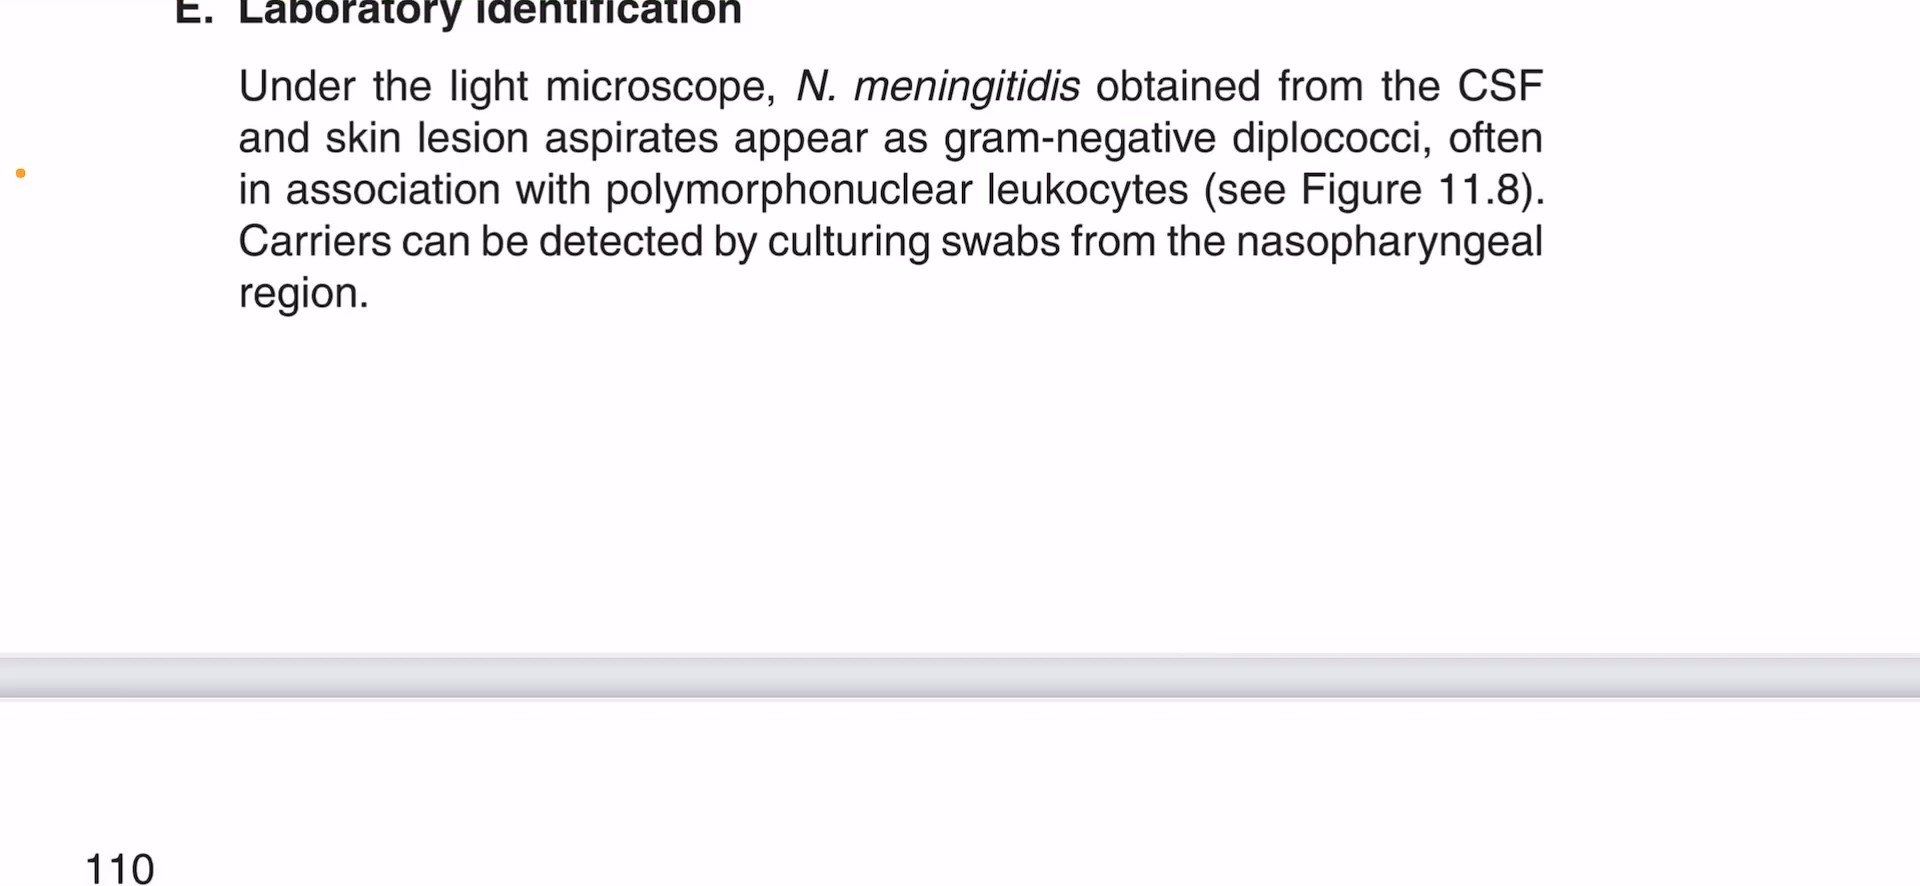 E. Laboratory identification
Under the light microscope, N. meningitidis obtained from the CSF
and skin lesion aspirates appear as gram-negative diplococci, often
in association with polymorphonuclear leukocytes (see Figure 11.8).
Carriers can be detected by culturing swabs from the nasopharyngeal
region.
110